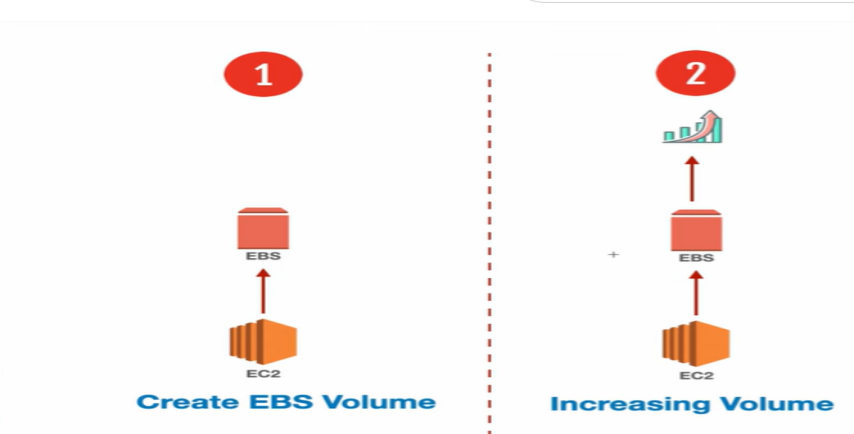 1
EBS
EC2
Create EBS Volume
2
EBS
EC2
Increasing Volume